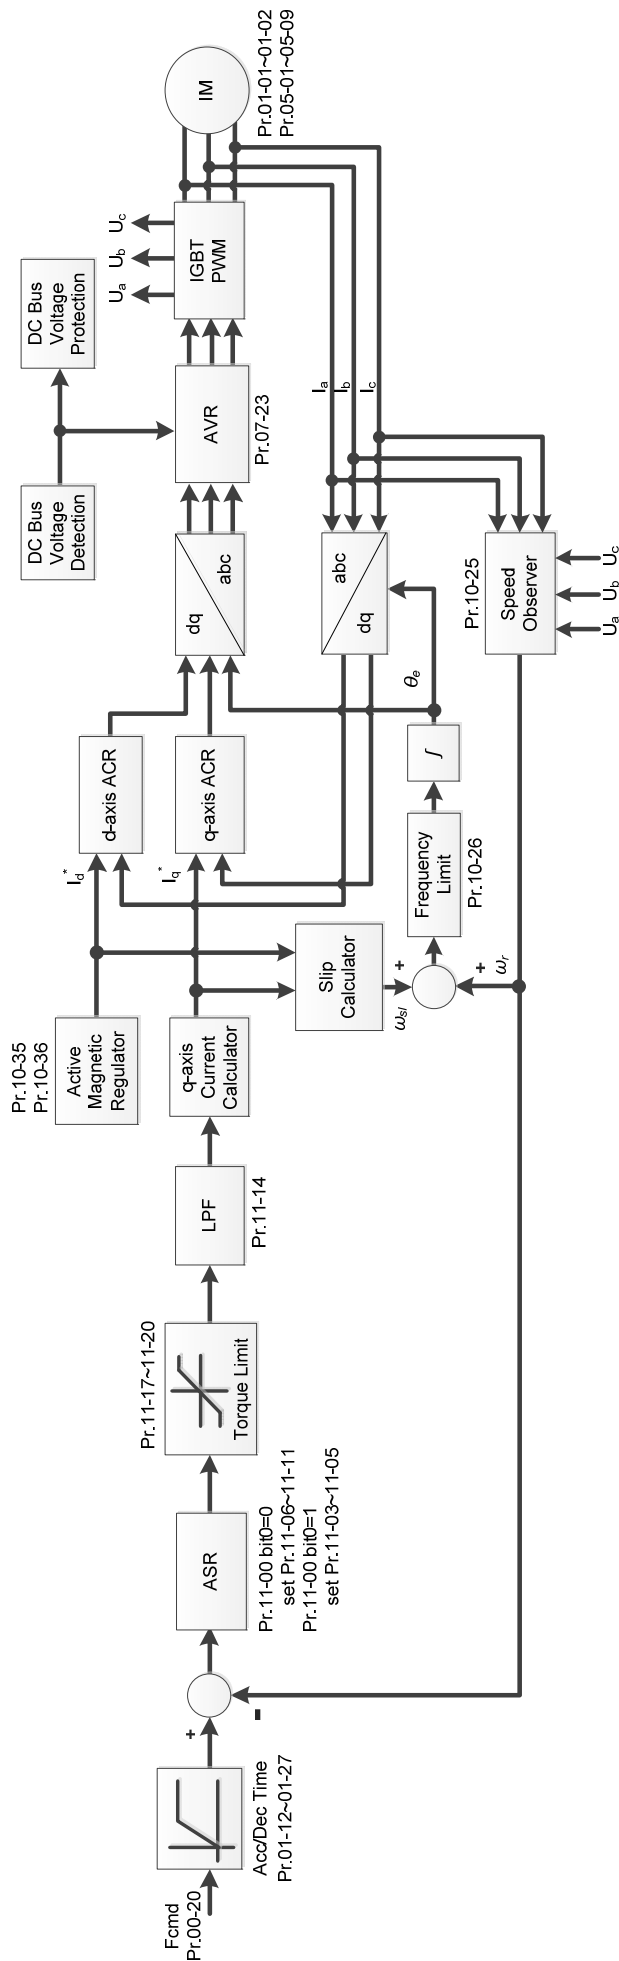 Fcmd
Pr.00-20
Acc/Dec Time
Pr.01-12~01-27
+
-
ASR
Pr.11-00 bit0=0
set Pr.11-06~11-11
Pr.11-00 bit0=1
set Pr.11-03~11-05
Pr.11-17~11-20
Torque Limit
LPF
Pr.11-14
q-axis
Current
Calculator
Pr.10-35
Pr.10-36
Active
Magnetic
Regulator
Slip
Calculator
ωsl
+
+
ωr
Frequency
Limit
Pr.10-26
∫
θe
Id*
Iq*
d-axis ACR
q-axis ACR
dq
abc
abc
dq
DC Bus
Voltage
Detection
DC Bus
Voltage
Protection
AVR
Pr.07-23
IGBT
PWM
Ua
Ub
Uc
IM
Pr.01-01~01-02
Pr.05-01~05-09
Ia
Ib
Ic
Pr.10-25
Speed
Observer
Ua
Ub
Uc